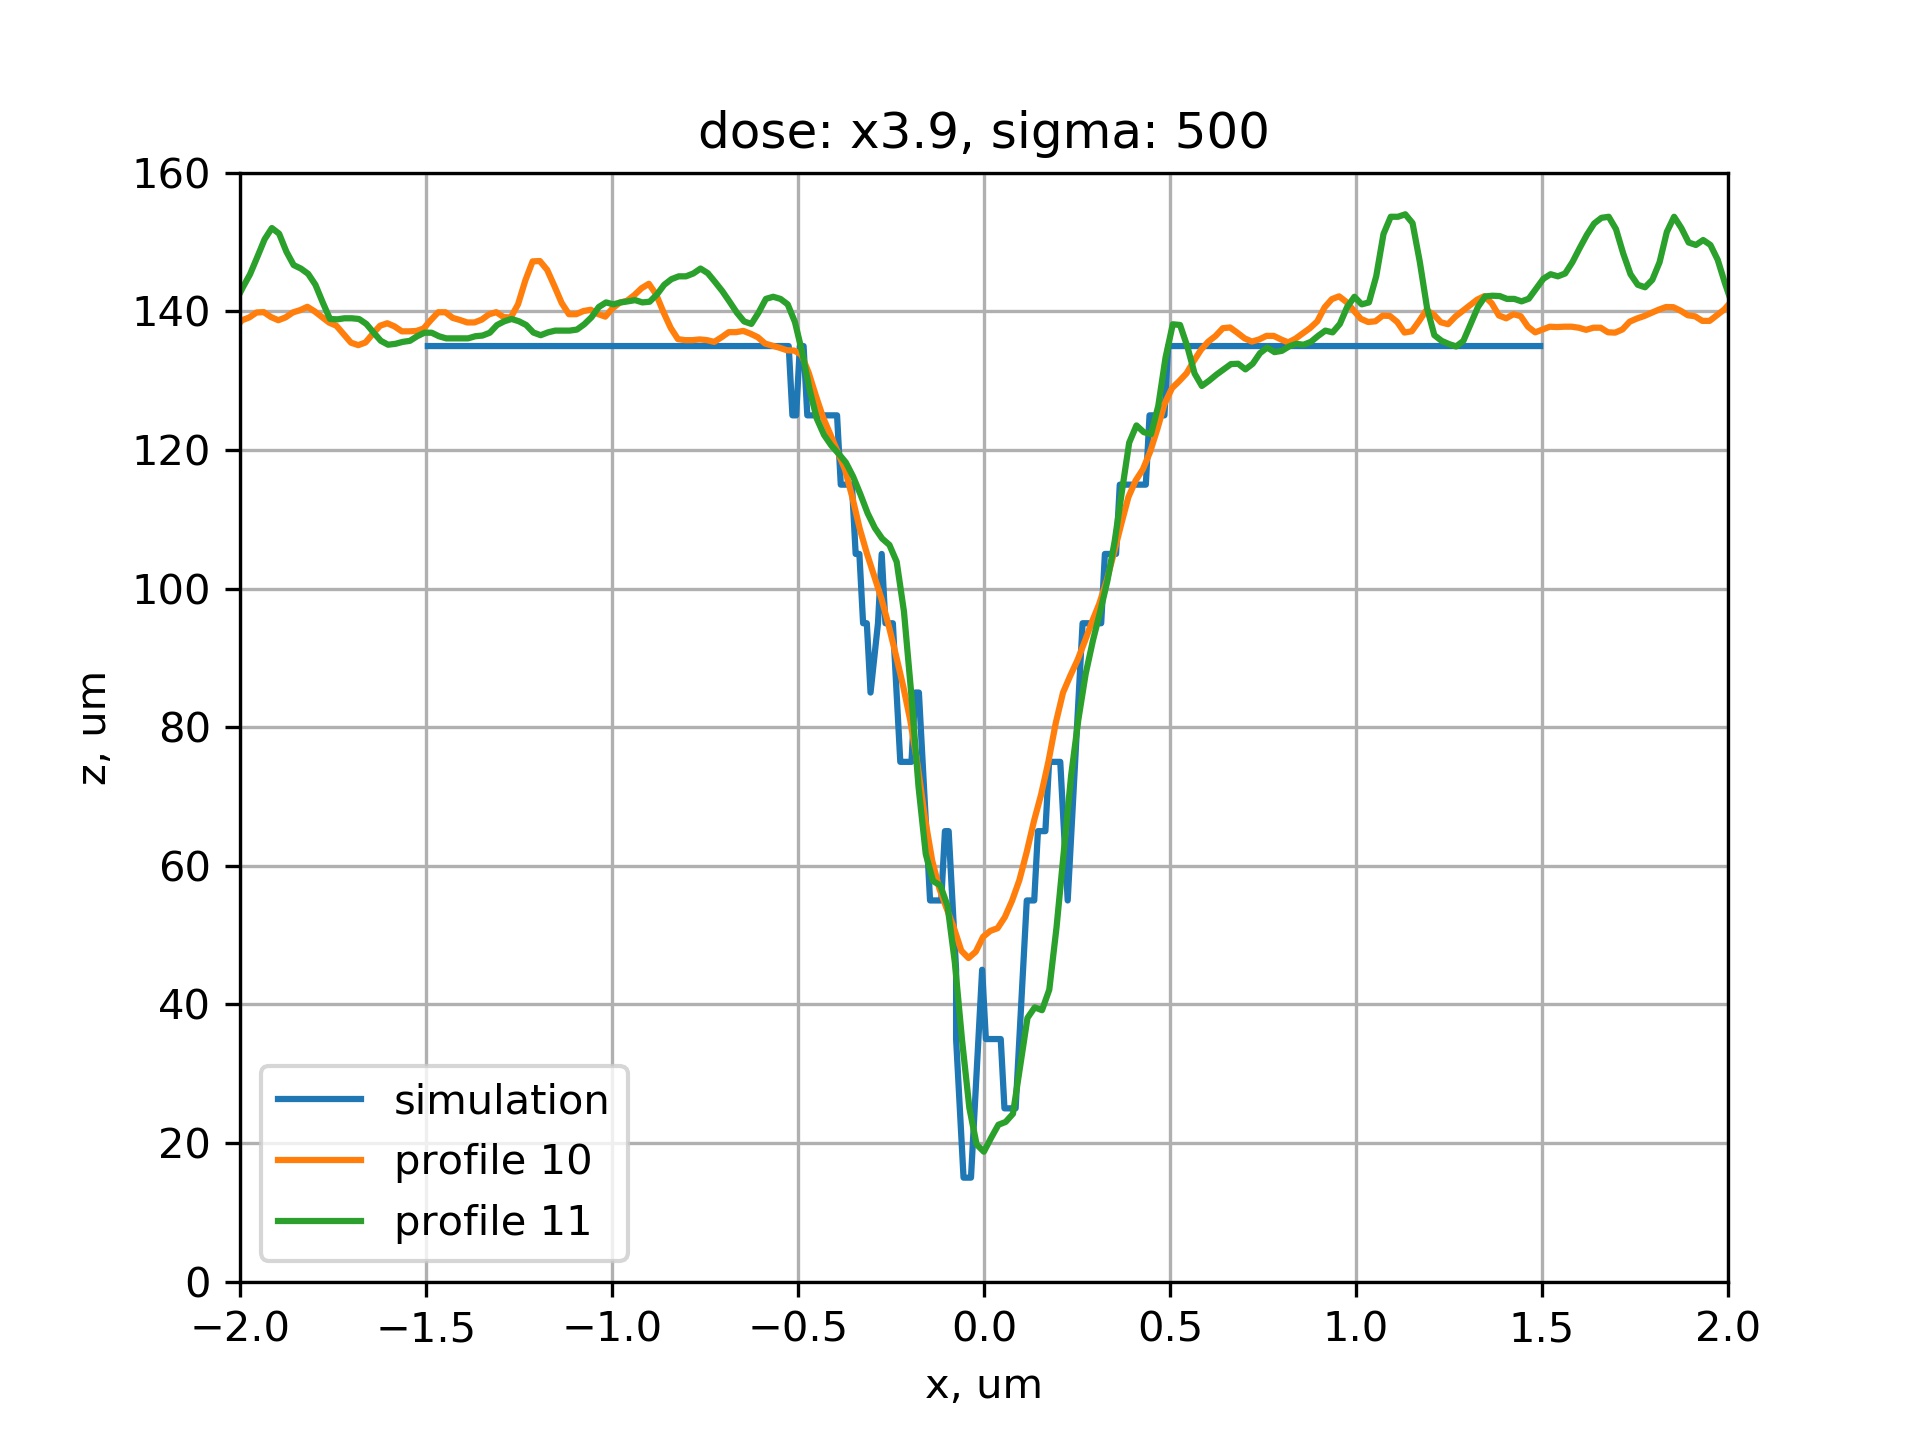 dose: x3.9, sigma: 500
160
140
120
100
80
60
40
20
0
z, um
simulation
profile 10
profile 11
−2.0 −1.5 −1.0 −0.5 0.0 0.5 1.0 1.5 2.0
x, um